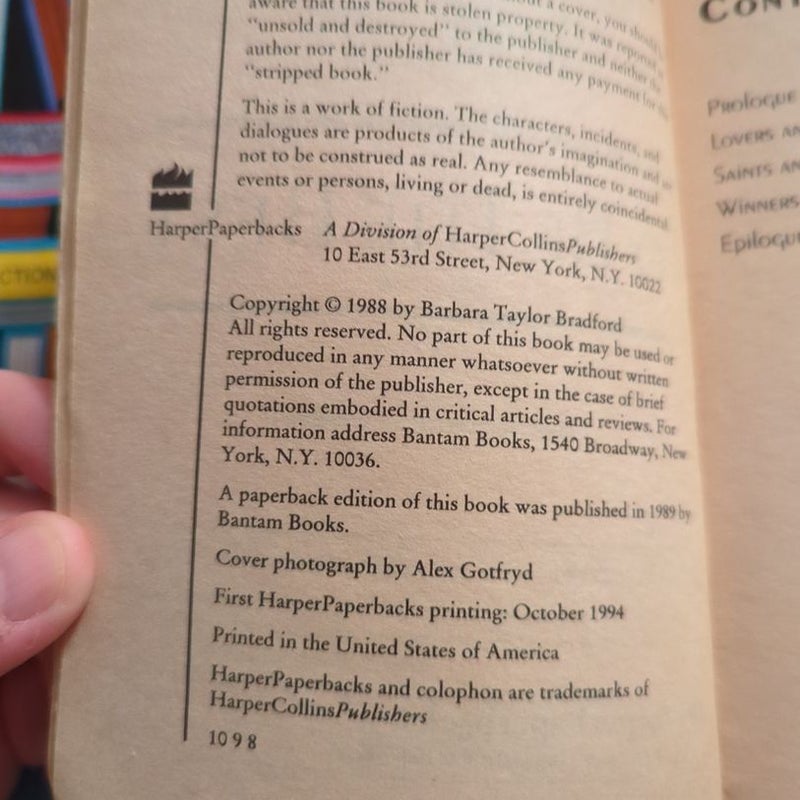 aware that this book is stolen property. It was reported
"unsold and destroyed" to the publisher and neither the
author nor the publisher has received any payment for this
"stripped book."
This is a work of fiction. The characters, incidents, and
dialogues are products of the author's imagination and
not to be construed as real. Any resemblance to actual
events or persons, living or dead, is entirely coincidental.
HarperPaperbacks A Division of HarperCollinsPublishers
10 East 53rd Street, New York, N.Y. 10022
Copyright © 1988 by Barbara Taylor Bradford
All rights reserved. No part of this book may be used or
reproduced in any manner whatsoever without written
permission of the publisher, except in the case of brief
quotations embodied in critical articles and reviews. For
information address Bantam Books, 1540 Broadway, New
York, N.Y. 10036.
A paperback edition of this book was published in 1989 by
Bantam Books.
Cover photograph by Alex Gotfryd
First HarperPaperbacks printing: October 1994
Printed in the United States of America
HarperPaperbacks and colophon are trademarks of
HarperCollinsPublishers
10 9 8
CONT
PROLOGUE
LOVERS AN
SAINTS AN
WINNERS
EPILOGU
CTION